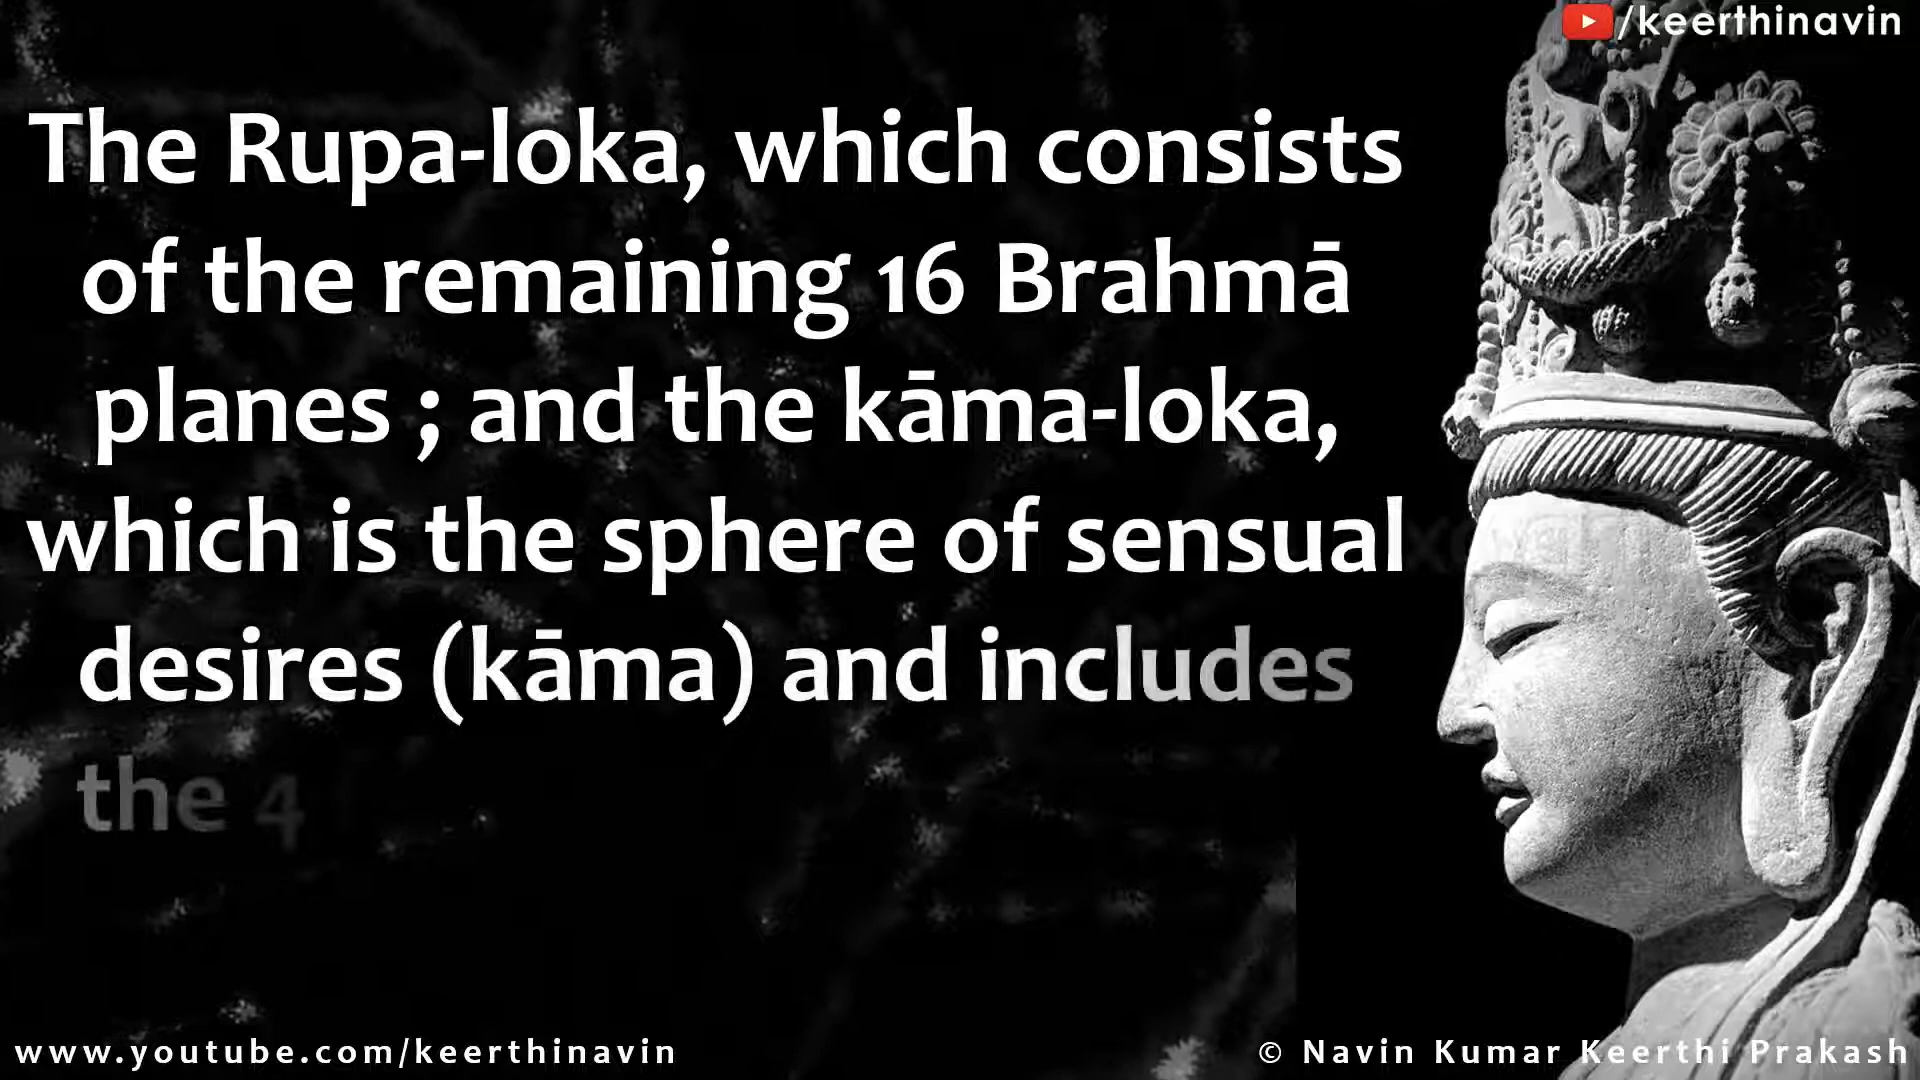 /keerthinavin
The Rupa-loka, which consists
of the remaining 16 Brahmā
planes ; and the kāma-loka,
which is the sphere of sensual
desires (kāma) and includes
the 4
www.youtube.com/keerthinavin
© Navin Kumar Keerthi Prakash